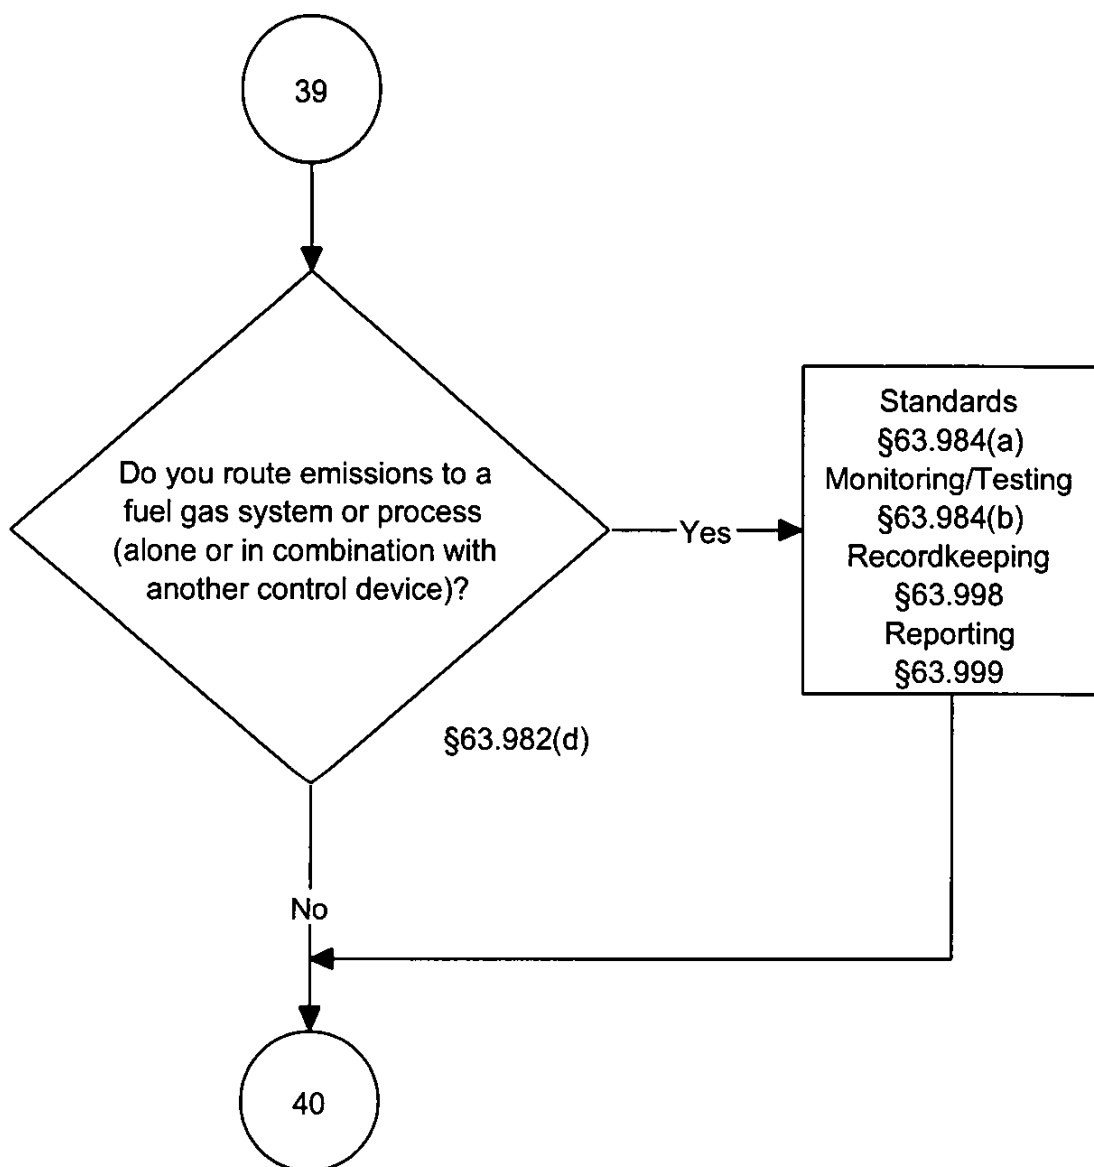 39
Do you route emissions to a
fuel gas system or process
(alone or in combination with
another control device)?
Yes
Standards
§63.984(a)
Monitoring/Testing
§63.984(b)
Recordkeeping
§63.998
Reporting
§63.999
§63.982(d)
No
40